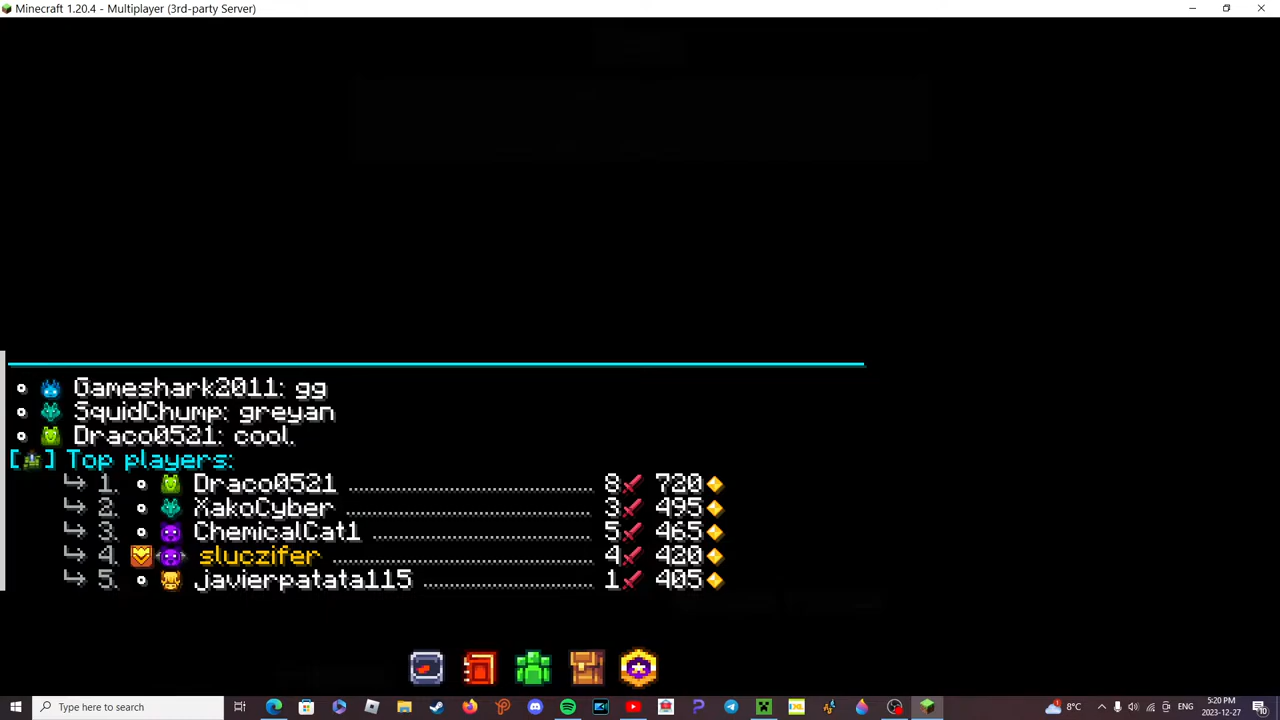 Minecraft 1.20.4 - Multiplayer (3rd-party Server)
Gameshark2011: gg
SquidChump: greyan
Draco0521: cool.
[ ] Top players:
1. Draco0521 8 720
2. XakoCyber 3 495
3. ChemicalCat1 5 465
4. sluczifer 4 420
5. javierpatata115 1 405
Type here to search
8°C
ENG
5:20 PM
2023-12-27